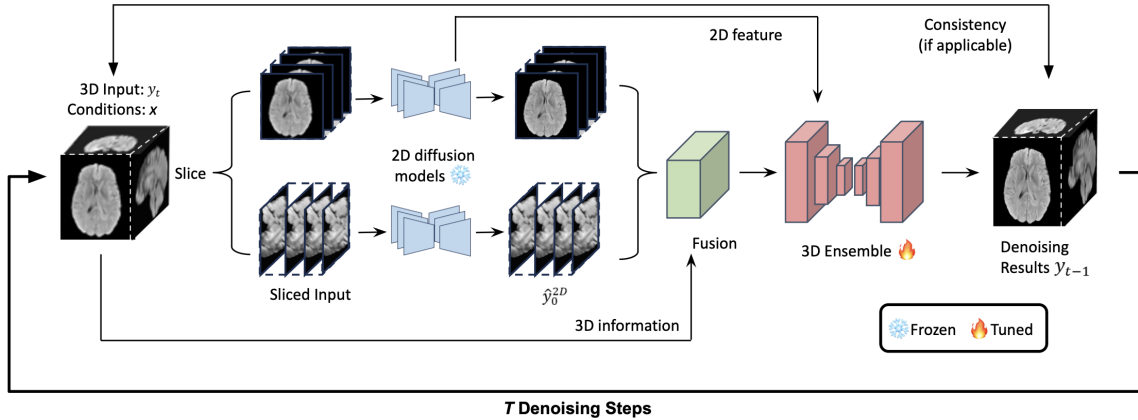 2D feature
Consistency
(if applicable)
3D Input: y_t
Conditions: x
Slice
2D diffusion
models
Sliced Input
ŷ_0^{2D}
Fusion
3D Ensemble
Denoising
Results y_{t-1}
3D information
Frozen
Tuned
T Denoising Steps